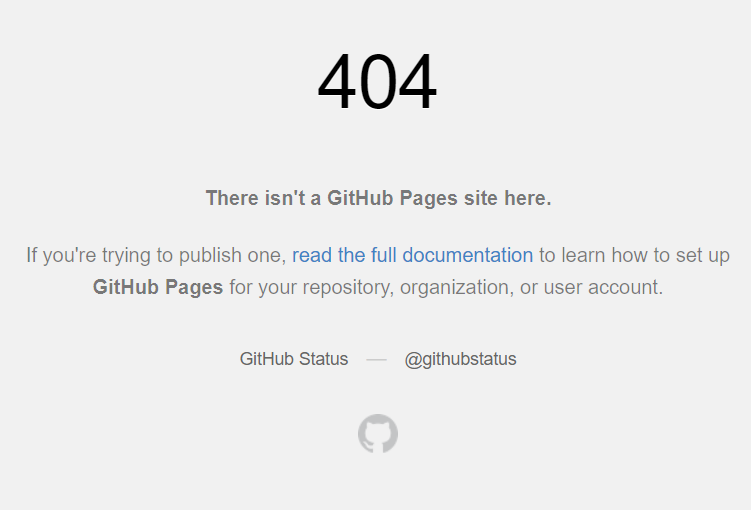 404
There isn't a GitHub Pages site here.
If you're trying to publish one, read the full documentation to learn how to set up
GitHub Pages for your repository, organization, or user account.
GitHub Status — @githubstatus